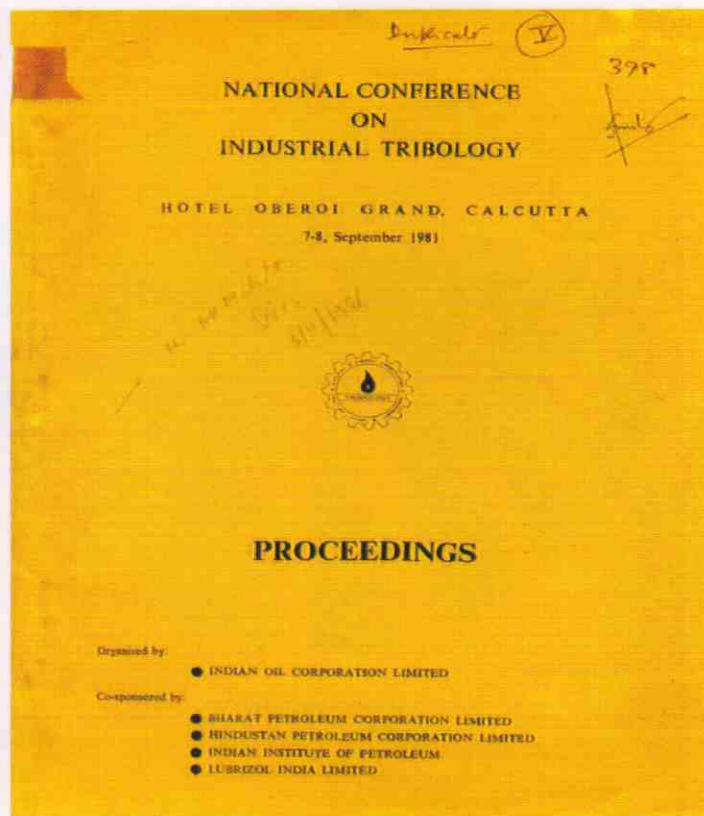 Duplicate V
398
NATIONAL CONFERENCE
ON
INDUSTRIAL TRIBOLOGY
HOTEL OBEROI GRAND, CALCUTTA
7-8, September 1981
TRIBOLOGY
PROCEEDINGS
Organised by:
● INDIAN OIL CORPORATION LIMITED
Co-sponsored by:
● BHARAT PETROLEUM CORPORATION LIMITED
● HINDUSTAN PETROLEUM CORPORATION LIMITED
● INDIAN INSTITUTE OF PETROLEUM
● LUBRIZOL INDIA LIMITED